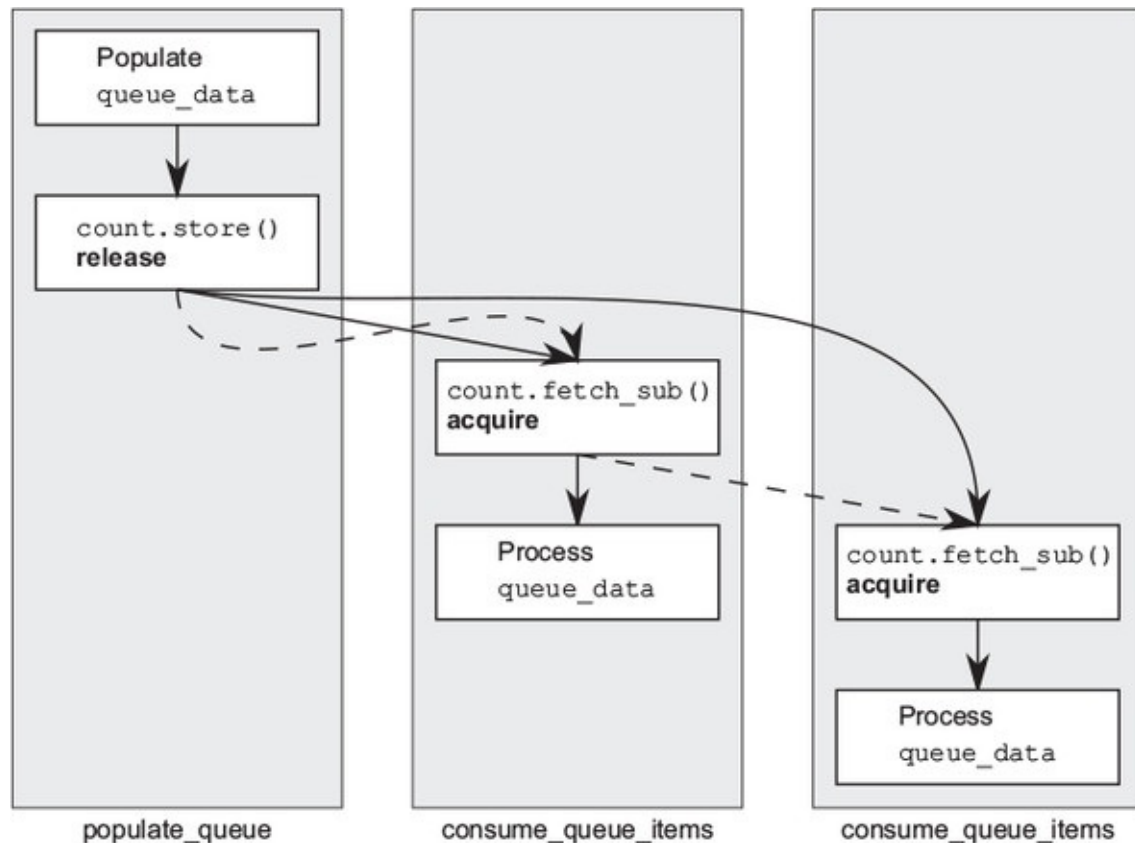 Populate
queue_data
count.store()
release
populate_queue
count.fetch_sub()
acquire
Process
queue_data
consume_queue_items
count.fetch_sub()
acquire
Process
queue_data
consume_queue_items